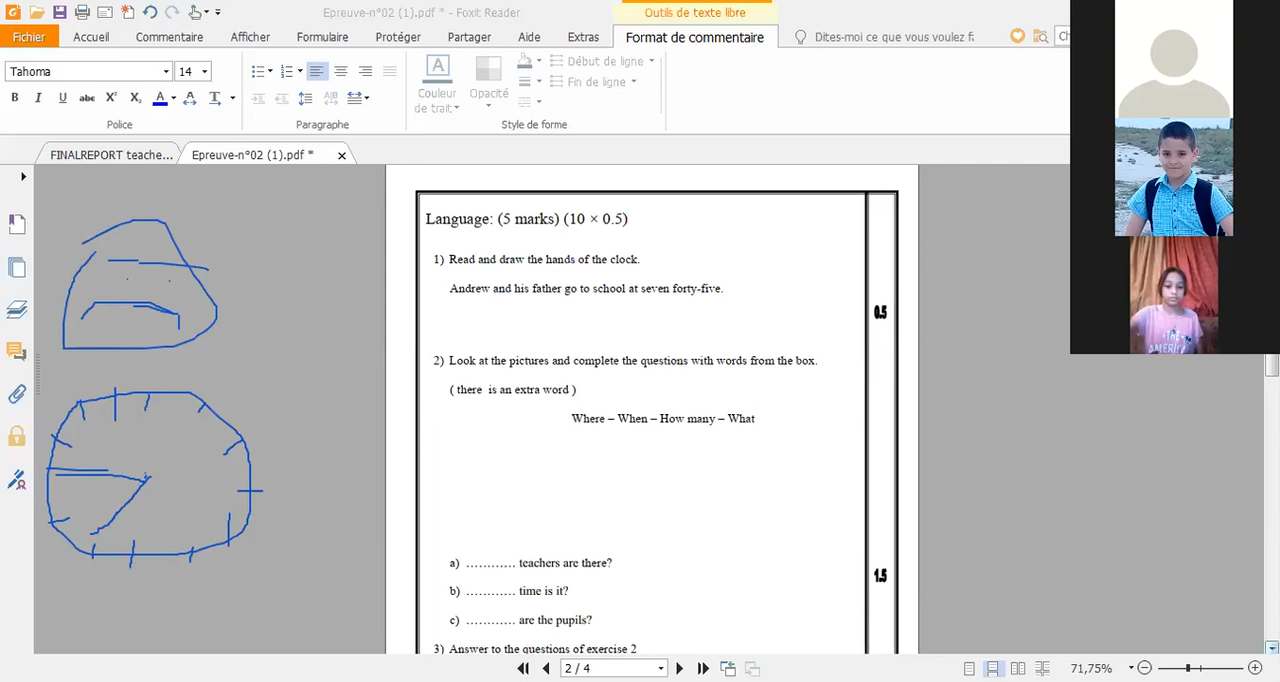 Epreuve-n°02 (1).pdf * - Foxit Reader
Outils de texte libre
Fichier Accueil Commentaire Afficher Formulaire Protéger Partager Aide Extras Format de commentaire Dites-moi ce que vous voulez f
Tahoma 14
Couleur de trait
Opacité
Début de ligne
Fin de ligne
B I U abc X² X₂ A A T
Police Paragraphe Style de forme
FINALREPORT teache... Epreuve-n°02 (1).pdf *
Language: (5 marks) (10 × 0.5)
1) Read and draw the hands of the clock.
Andrew and his father go to school at seven forty-five.
0.5
2) Look at the pictures and complete the questions with words from the box.
( there is an extra word )
Where – When – How many – What
a) ………… teachers are there?
1.5
b) ………… time is it?
c) ………… are the pupils?
3) Answer to the questions of exercise 2
2 / 4
71,75%